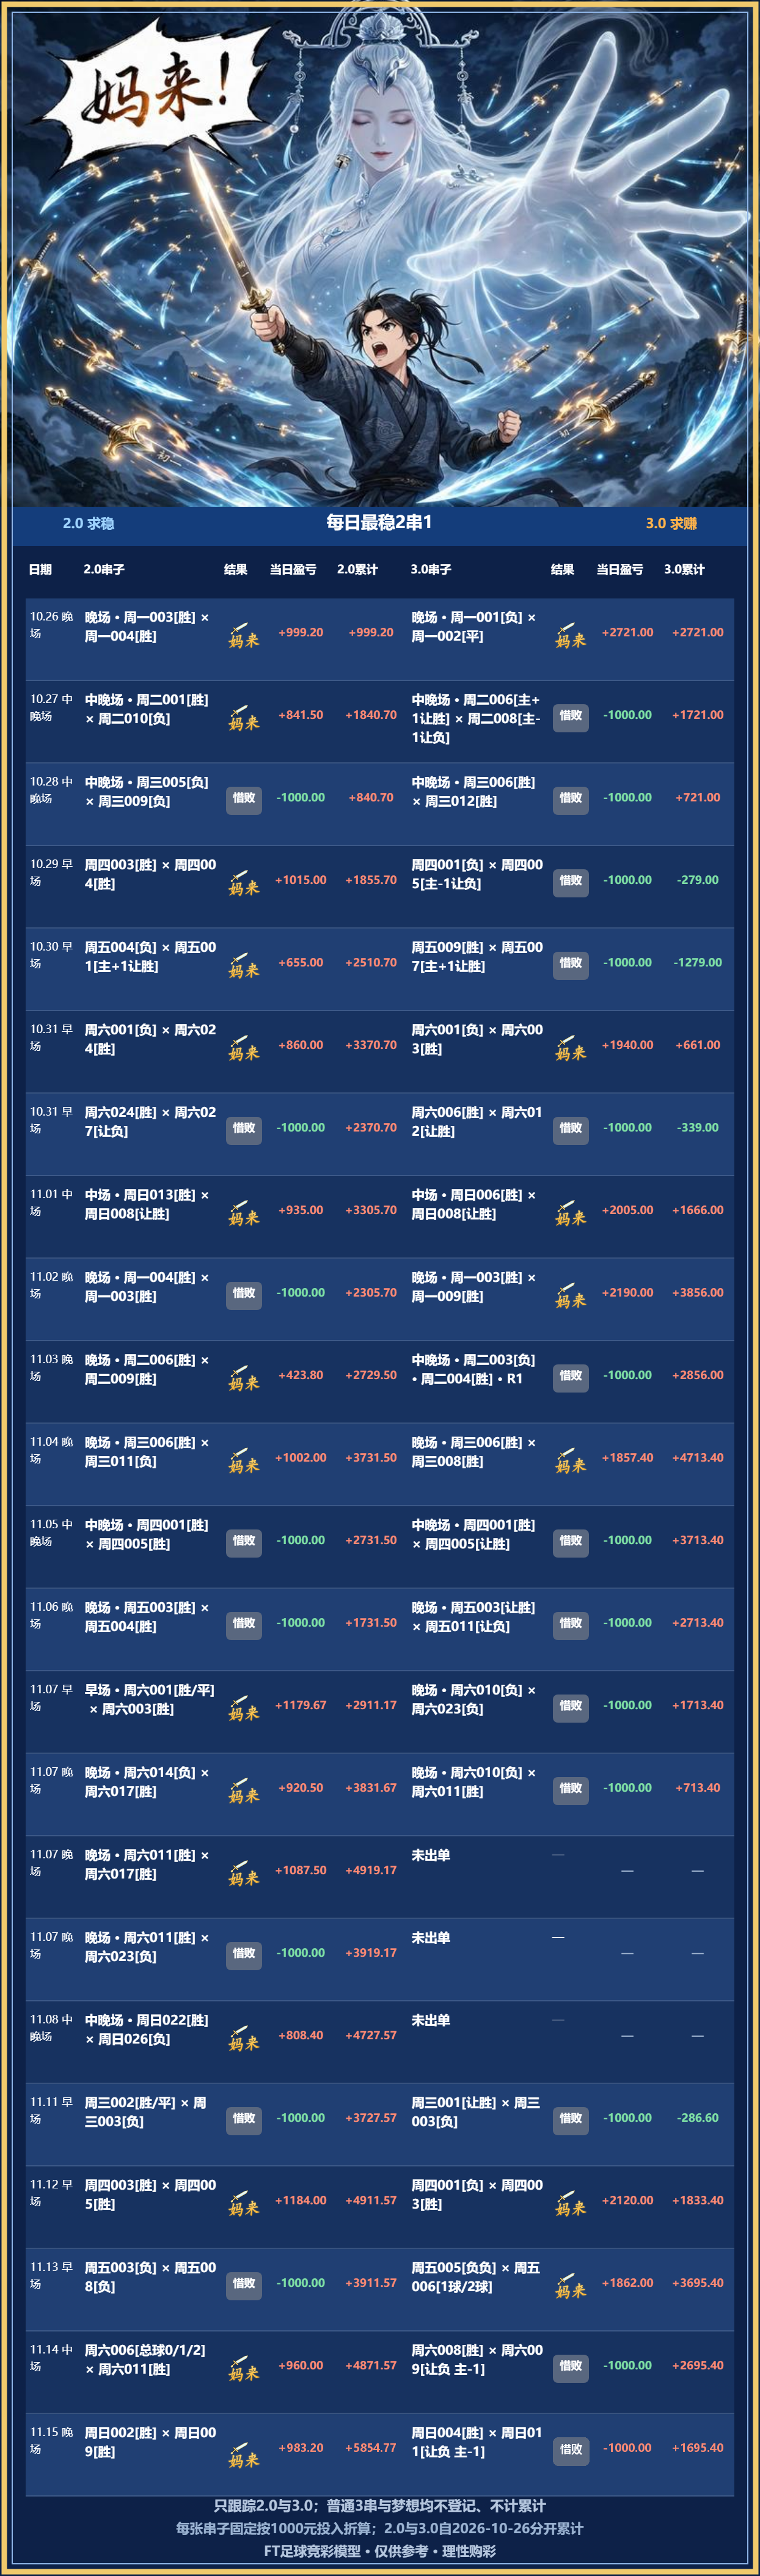 妈来!
初一
初一
初一
2.0 求稳
每日最稳2串1
3.0 求赚
日期 2.0串子 结果 当日盈亏 2.0累计 3.0串子 结果 当日盈亏 3.0累计
10.26 晚场 晚场・周一003[胜] × 周一004[胜] 妈来 +999.20 +999.20 晚场・周一001[负] × 周一002[平] 妈来 +2721.00 +2721.00
10.27 中晚场 中晚场・周二001[胜] × 周二010[负] 妈来 +841.50 +1840.70 中晚场・周二006[主+1让胜] × 周二008[主-1让负] 惜败 -1000.00 +1721.00
10.28 中晚场 中晚场・周三005[负] × 周三009[负] 惜败 -1000.00 +840.70 中晚场・周三006[胜] × 周三012[胜] 惜败 -1000.00 +721.00
10.29 早场 周四003[胜] × 周四004[胜] 妈来 +1015.00 +1855.70 周四001[负] × 周四005[主-1让负] 惜败 -1000.00 -279.00
10.30 早场 周五004[负] × 周五001[主+1让胜] 妈来 +655.00 +2510.70 周五009[胜] × 周五007[主+1让胜] 惜败 -1000.00 -1279.00
10.31 早场 周六001[负] × 周六024[胜] 妈来 +860.00 +3370.70 周六001[负] × 周六003[胜] 妈来 +1940.00 +661.00
10.31 早场 周六024[胜] × 周六027[让负] 惜败 -1000.00 +2370.70 周六006[胜] × 周六012[让胜] 惜败 -1000.00 -339.00
11.01 中场 中场・周日013[胜] × 周日008[让胜] 妈来 +935.00 +3305.70 中场・周日006[胜] × 周日008[让胜] 妈来 +2005.00 +1666.00
11.02 晚场 晚场・周一004[胜] × 周一003[胜] 惜败 -1000.00 +2305.70 晚场・周一003[胜] × 周一009[胜] 妈来 +2190.00 +3856.00
11.03 晚场 晚场・周二006[胜] × 周二009[胜] 妈来 +423.80 +2729.50 中晚场・周二003[负]・周二004[胜]・R1 惜败 -1000.00 +2856.00
11.04 晚场 晚场・周三006[胜] × 周三011[负] 妈来 +1002.00 +3731.50 晚场・周三006[胜] × 周三008[胜] 妈来 +1857.40 +4713.40
11.05 中晚场 中晚场・周四001[胜] × 周四005[胜] 惜败 -1000.00 +2731.50 中晚场・周四001[胜] × 周四005[让胜] 惜败 -1000.00 +3713.40
11.06 晚场 晚场・周五003[胜] × 周五004[胜] 惜败 -1000.00 +1731.50 晚场・周五003[让胜] × 周五011[让负] 惜败 -1000.00 +2713.40
11.07 早场 早场・周六001[胜/平] × 周六003[胜] 妈来 +1179.67 +2911.17 晚场・周六010[负] × 周六023[负] 惜败 -1000.00 +1713.40
11.07 晚场 晚场・周六014[负] × 周六017[胜] 妈来 +920.50 +3831.67 晚场・周六010[负] × 周六011[胜] 惜败 -1000.00 +713.40
11.07 晚场 晚场・周六011[胜] × 周六017[胜] 妈来 +1087.50 +4919.17 未出单 — — —
11.07 晚场 晚场・周六011[胜] × 周六023[负] 惜败 -1000.00 +3919.17 未出单 — — —
11.08 中晚场 中晚场・周日022[胜] × 周日026[负] 妈来 +808.40 +4727.57 未出单 — — —
11.11 早场 周三002[胜/平] × 周三003[负] 惜败 -1000.00 +3727.57 周三001[让胜] × 周三003[负] 惜败 -1000.00 -286.60
11.12 早场 周四003[胜] × 周四005[胜] 妈来 +1184.00 +4911.57 周四001[负] × 周四003[胜] 妈来 +2120.00 +1833.40
11.13 早场 周五003[负] × 周五008[负] 惜败 -1000.00 +3911.57 周五005[负负] × 周五006[1球/2球] 妈来 +1862.00 +3695.40
11.14 中场 周六006[总球0/1/2] × 周六011[胜] 妈来 +960.00 +4871.57 周六008[胜] × 周六009[让负 主-1] 惜败 -1000.00 +2695.40
11.15 晚场 周日002[胜] × 周日009[胜] 妈来 +983.20 +5854.77 周日004[胜] × 周日011[让负 主-1] 惜败 -1000.00 +1695.40
只跟踪2.0与3.0；普通3串与梦想均不登记、不计累计
每张串子固定按1000元投入折算；2.0与3.0自2026-10-26分开累计
FT足球竞彩模型・仅供参考・理性购彩